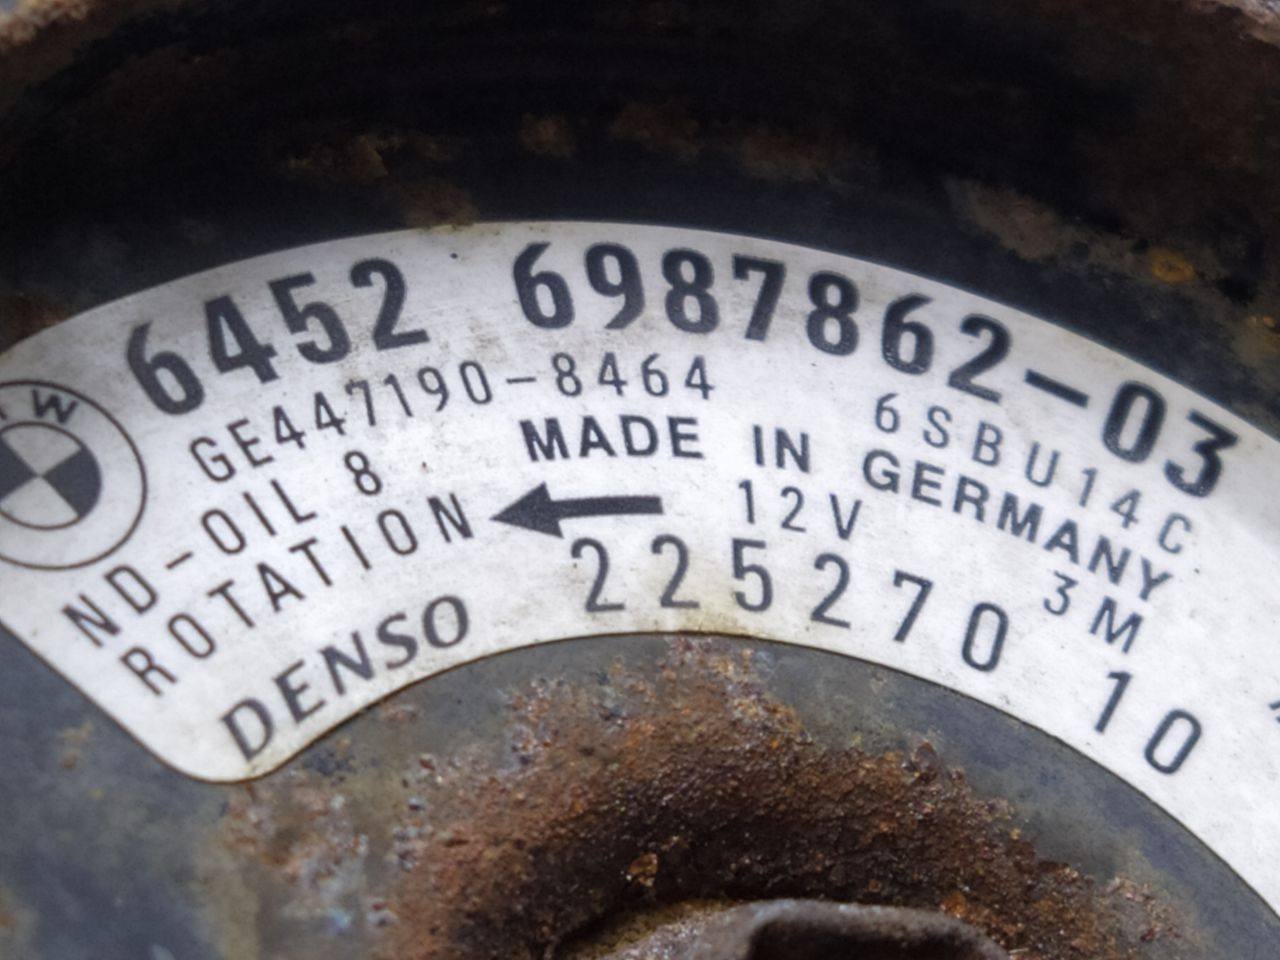 6452 6987862-03
GE447190-8464 6SBU14C
MADE IN GERMANY
ND-OIL 8
ROTATION 12V 3M
DENSO 225270 10